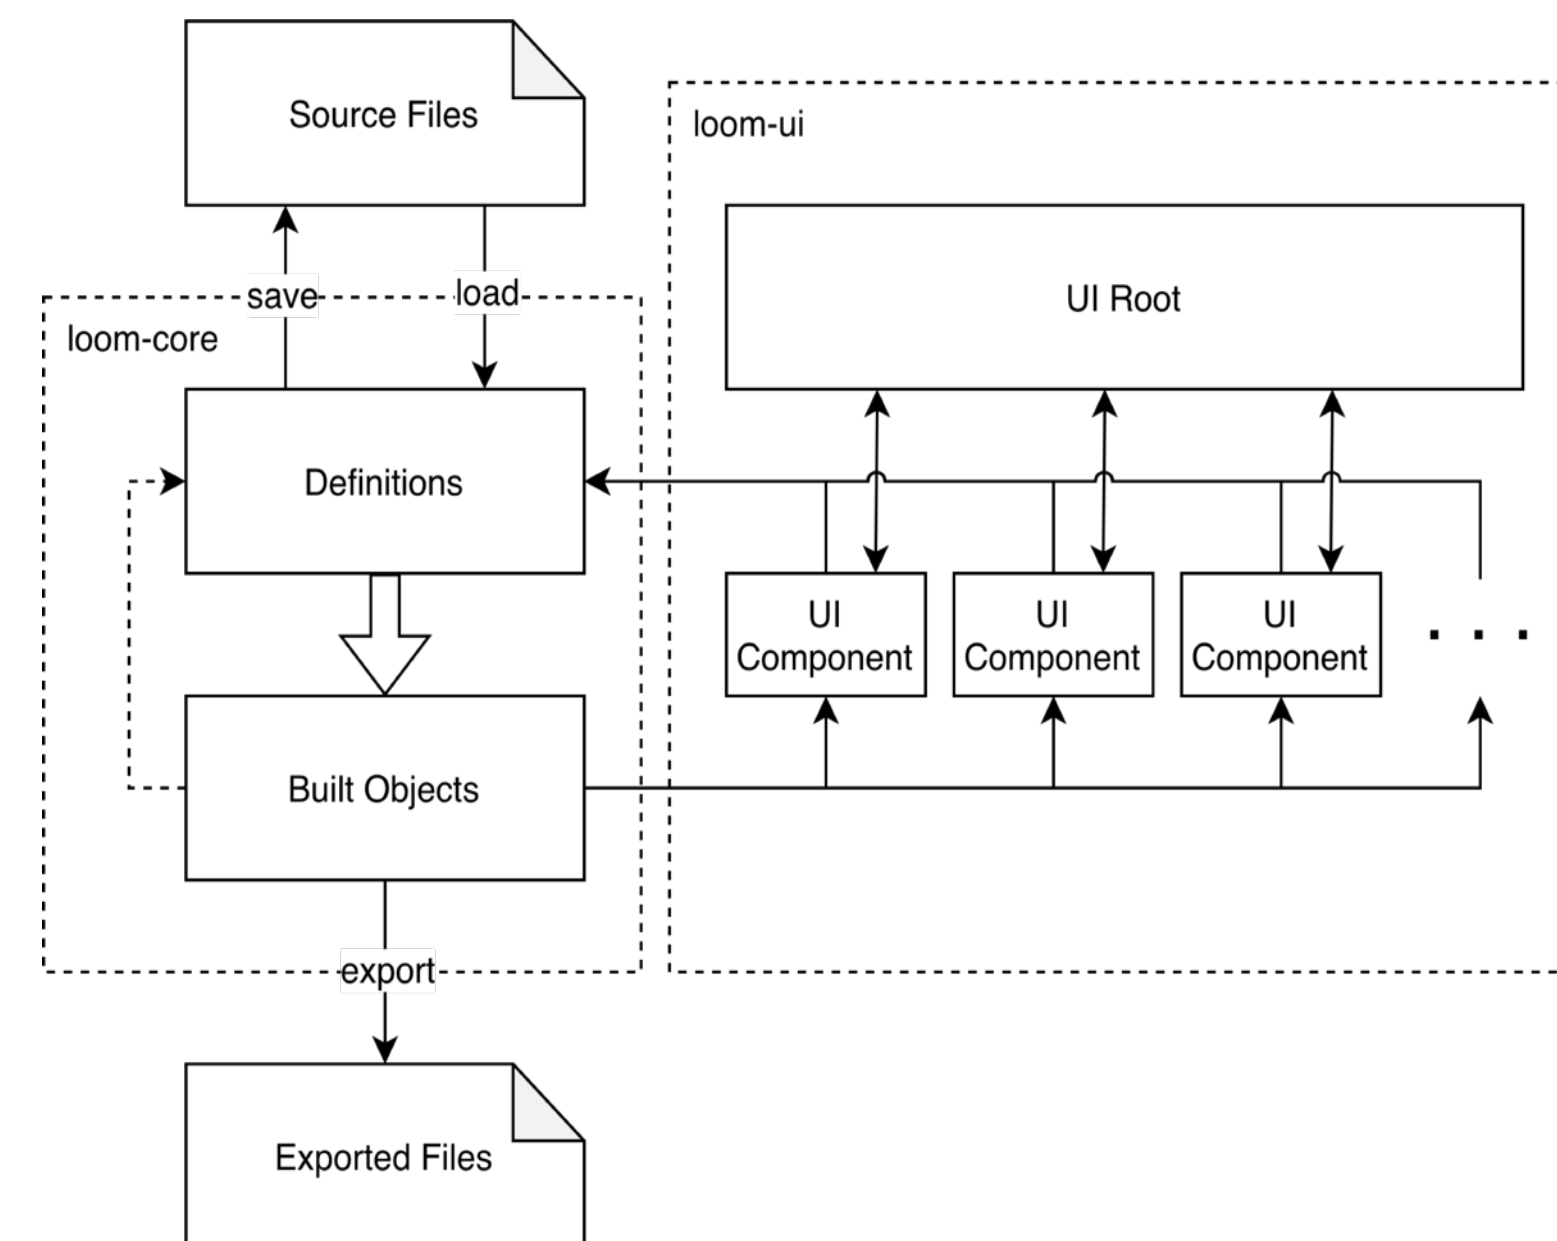 Source Files
loom-ui
save
load
UI Root
loom-core
Definitions
UI
Component
UI
Component
UI
Component
. . .
Built Objects
export
Exported Files